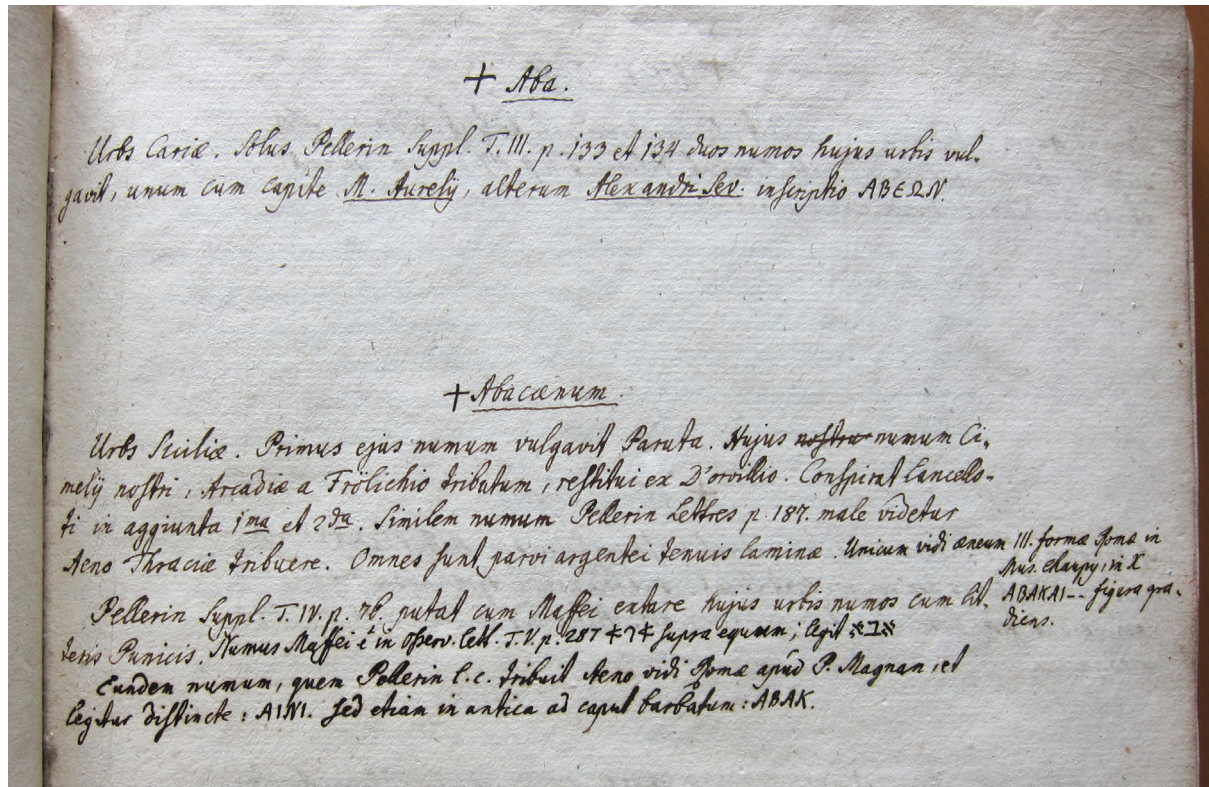 + Aba.
Urbs Cariæ. Solus Pellerin Suppl. T. III. p. 133 et 134 duos numos hujus urbis vul-
gavit, unum cum capite M. Aurelij, alterum Alexandri Sev. inscriptio ΑΒЄΩΝ.
+ Abacænum.
Urbs Siciliæ. Primus ejus numum vulgavit Paruta. Hujus nostru numum Ci-
melij nostri, Arcadiæ a Frölichio tributum, restitui ex D'orvillio. Conspirat Lancello-
ti in aggiunta 1ma et 2da. Similem numum Pellerin Lettres p. 187. male videtur
Aeno Thraciæ tribuere. Omnes sunt parvi argentei tenuis laminæ. Unicum vidi æneum III. formæ Romæ in
Mus. in X
ABAKAI-- figura gra-
diens.
Pellerin Suppl. T. IV. p. 76. putat cum Maffei extare hujus urbis numos cum lit-
teris Punicis. Numus Maffei in Osserv. Lett. T. V. p. 287 supra equum; legit
Eundem numum, quem Pellerin l. c. tribuit Aeno vidi Romæ apud P. Magnan, et
legitur distincte: AINI. sed etiam in antica ad caput barbatum: ABAK.